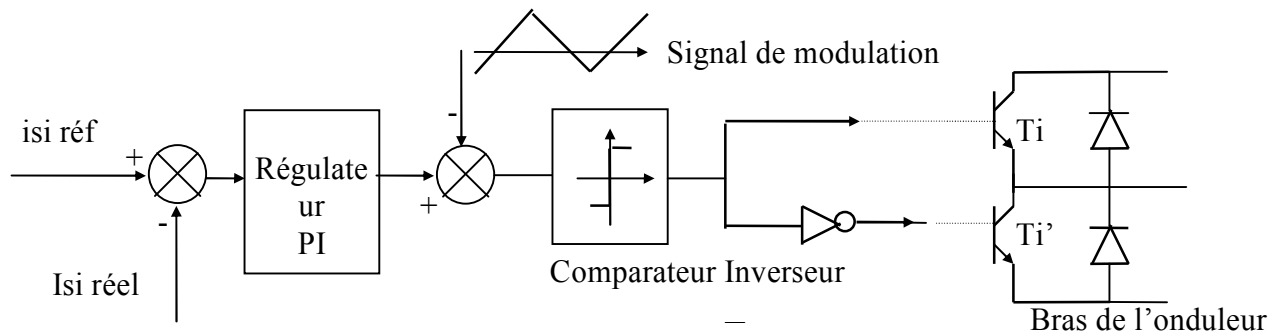 Signal de modulation
isi réf
+
-
-
+
Régulate
ur
PI
Ti
Ti’
Isi réel
Comparateur Inverseur
Bras de l’onduleur